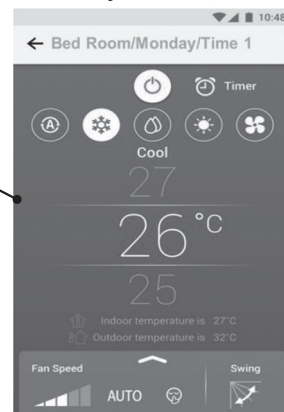 10:48
← Bed Room/Monday/Time 1
Timer
A
Cool
27
26°C
25
Indoor temperature is 27°C
Outdoor temperature is 32°C
Fan Speed
Swing
AUTO